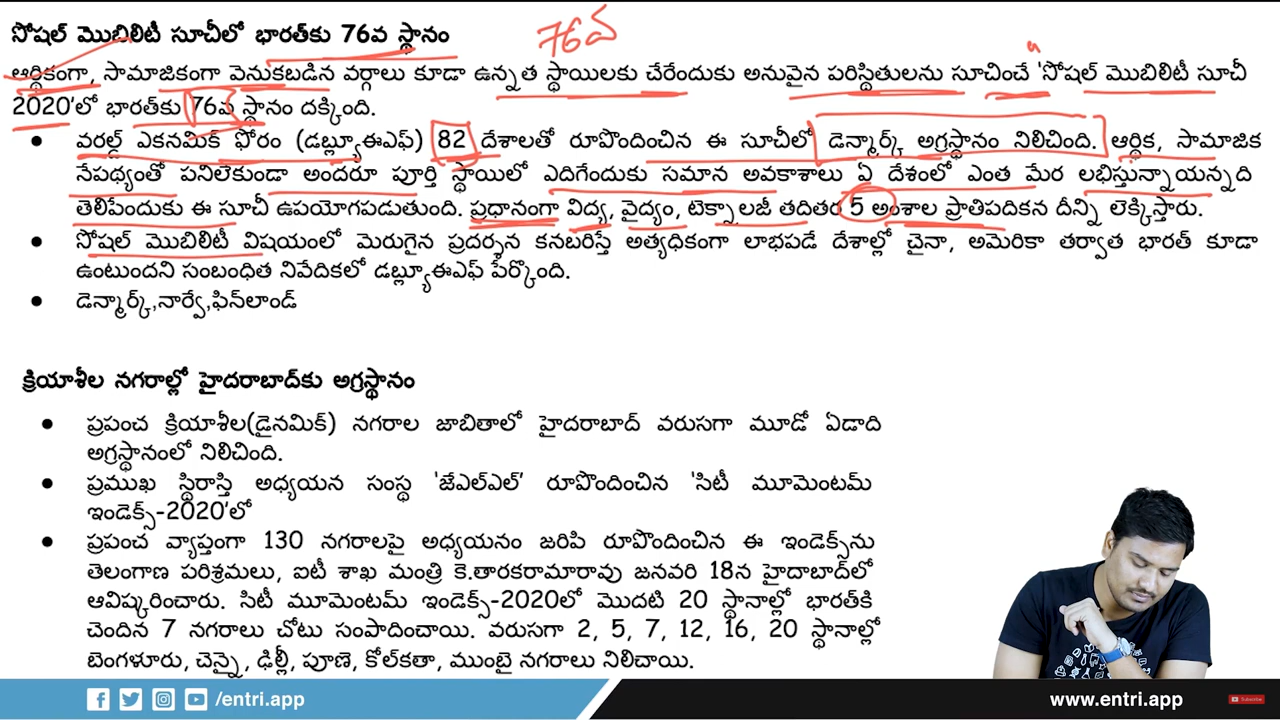 సోషల్ మొబిలిటీ సూచీలో భారత్‌కు 76వ స్థానం
76వ
ఆర్థికంగా, సామాజికంగా వెనుకబడిన వర్గాలు కూడా ఉన్నత స్థాయిలకు చేరేందుకు అనువైన పరిస్థితులను సూచించే 'సోషల్ మొబిలిటీ సూచీ
2020'లో భారత్‌కు 76వ స్థానం దక్కింది.
• వరల్డ్ ఎకనమిక్ ఫోరం (డబ్ల్యూఈఎఫ్) 82 దేశాలతో రూపొందించిన ఈ సూచీలో డెన్మార్క్ అగ్రస్థానం నిలిచింది. ఆర్థిక, సామాజిక
నేపథ్యంతో పనిలేకుండా అందరూ పూర్తి స్థాయిలో ఎదిగేందుకు సమాన అవకాశాలు ఏ దేశంలో ఎంత మేర లభిస్తున్నాయన్నది
తెలిపేందుకు ఈ సూచీ ఉపయోగపడుతుంది. ప్రధానంగా విద్య, వైద్యం, టెక్నాలజీ తదితర 5 అంశాల ప్రాతిపదికన దీన్ని లెక్కిస్తారు.
• సోషల్ మొబిలిటీ విషయంలో మెరుగైన ప్రదర్శన కనబరిస్తే అత్యధికంగా లాభపడే దేశాల్లో చైనా, అమెరికా తర్వాత భారత్ కూడా
ఉంటుందని సంబంధిత నివేదికలో డబ్ల్యూఈఎఫ్ పేర్కొంది.
• డెన్మార్క్,నార్వే,ఫిన్‌లాండ్
క్రియాశీల నగరాల్లో హైదరాబాద్‌కు అగ్రస్థానం
• ప్రపంచ క్రియాశీల(డైనమిక్) నగరాల జాబితాలో హైదరాబాద్ వరుసగా మూడో ఏడాది
అగ్రస్థానంలో నిలిచింది.
• ప్రముఖ స్థిరాస్తి అధ్యయన సంస్థ 'జేఎల్ఎల్' రూపొందించిన 'సిటీ మూమెంటమ్
ఇండెక్స్-2020'లో
• ప్రపంచ వ్యాప్తంగా 130 నగరాలపై అధ్యయనం జరిపి రూపొందించిన ఈ ఇండెక్స్‌ను
తెలంగాణ పరిశ్రమలు, ఐటీ శాఖ మంత్రి కె.తారకరామారావు జనవరి 18న హైదాబాద్‌లో
ఆవిష్కరించారు. సిటీ మూమెంటమ్ ఇండెక్స్-2020లో మొదటి 20 స్థానాల్లో భారత్‌కి
చెందిన 7 నగరాలు చోటు సంపాదించాయి. వరుసగా 2, 5, 7, 12, 16, 20 స్థానాల్లో
బెంగళూరు, చెన్నై, ఢిల్లీ, పూణె, కోల్‌కతా, ముంబై నగరాలు నిలిచాయి.
/entri.app
www.entri.app
Subscribe